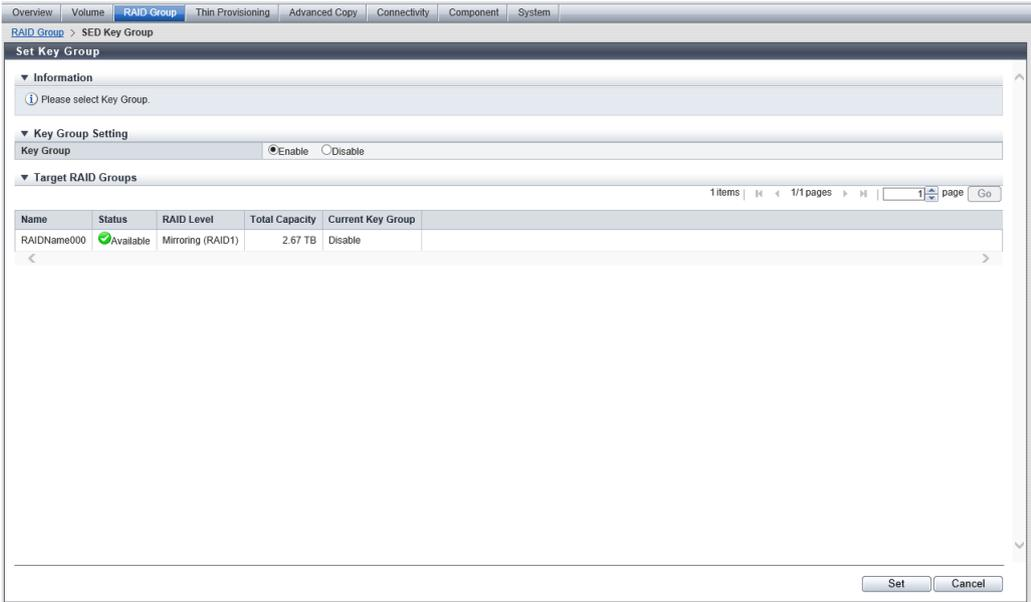 Overview Volume RAID Group Thin Provisioning Advanced Copy Connectivity Component System
RAID Group > SED Key Group
Set Key Group
Information
Please select Key Group.
Key Group Setting
Key Group Enable Disable
Target RAID Groups
1 items 1/1 pages 1 page Go
Name Status RAID Level Total Capacity Current Key Group
RAIDName000 Available Mirroring (RAID1) 2.67 TB Disable
Set Cancel